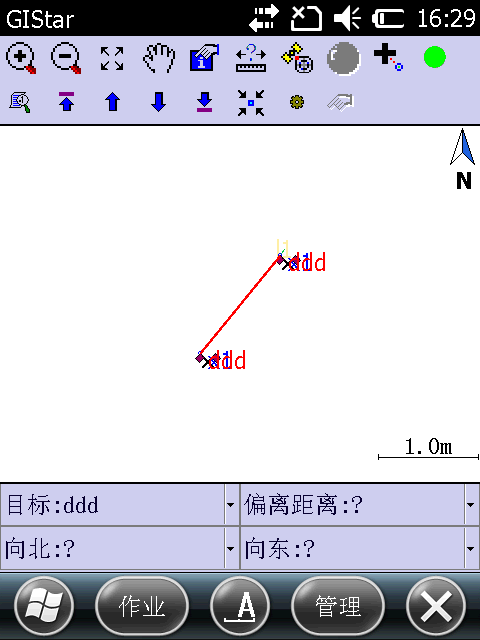 GIStar 16:29
N
ddd
ddd
1.0m
目标:ddd 偏离距离:?
向北:? 向东:?
作业 A 管理